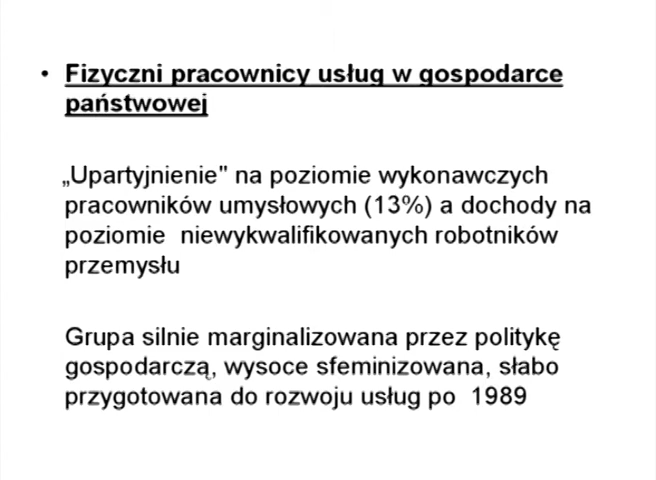 • Fizyczni pracownicy usług w gospodarce
państwowej
„Upartyjnienie" na poziomie wykonawczych
pracowników umysłowych (13%) a dochody na
poziomie niewykwalifikowanych robotników
przemysłu
Grupa silnie marginalizowana przez politykę
gospodarczą, wysoce sfeminizowana, słabo
przygotowana do rozwoju usług po 1989